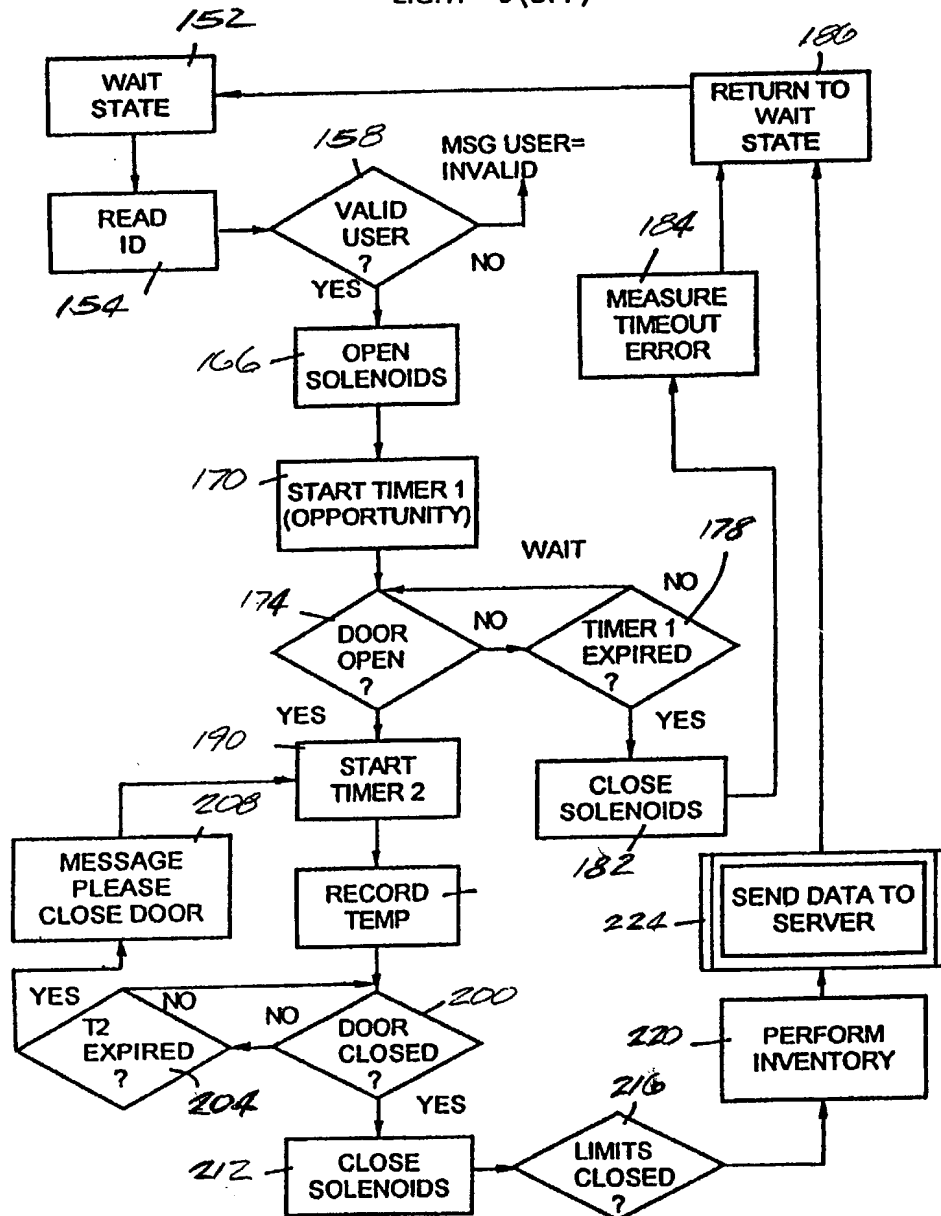 152
WAIT
STATE
186
RETURN TO
WAIT
STATE
158
MSG USER=
INVALID
READ
ID
154
VALID
USER
?
NO
YES
184
MEASURE
TIMEOUT
ERROR
166
OPEN
SOLENOIDS
170
START TIMER 1
(OPPORTUNITY)
WAIT
178
174
DOOR
OPEN
?
NO
NO
TIMER 1
EXPIRED
?
YES
YES
190
START
TIMER 2
CLOSE
SOLENOIDS
182
208
MESSAGE
PLEASE
CLOSE DOOR
RECORD
TEMP
224
SEND DATA TO
SERVER
YES
NO
T2
EXPIRED
?
204
NO
200
DOOR
CLOSED
?
YES
220
PERFORM
INVENTORY
212
CLOSE
SOLENOIDS
216
LIMITS
CLOSED
?